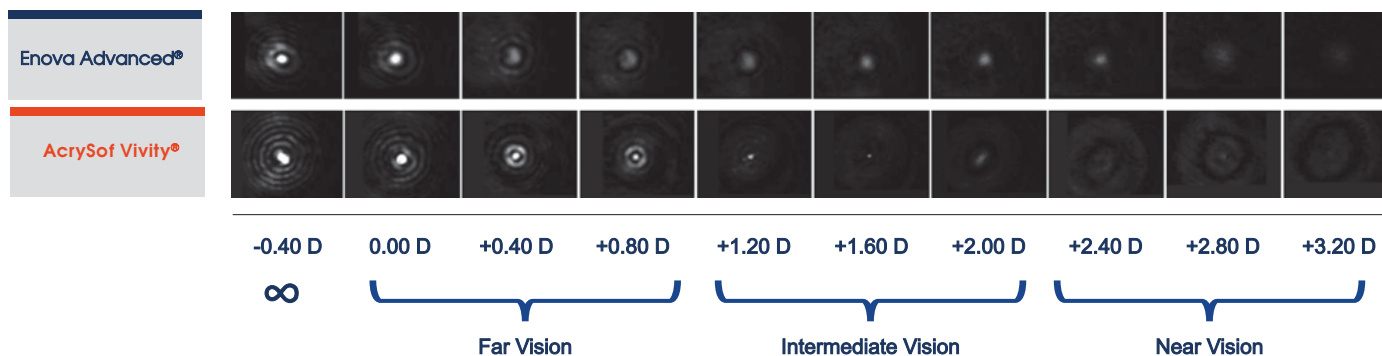 Enova Advanced®
AcrySof Vivity®
-0.40 D 0.00 D +0.40 D +0.80 D +1.20 D +1.60 D +2.00 D +2.40 D +2.80 D +3.20 D
∞
Far Vision Intermediate Vision Near Vision